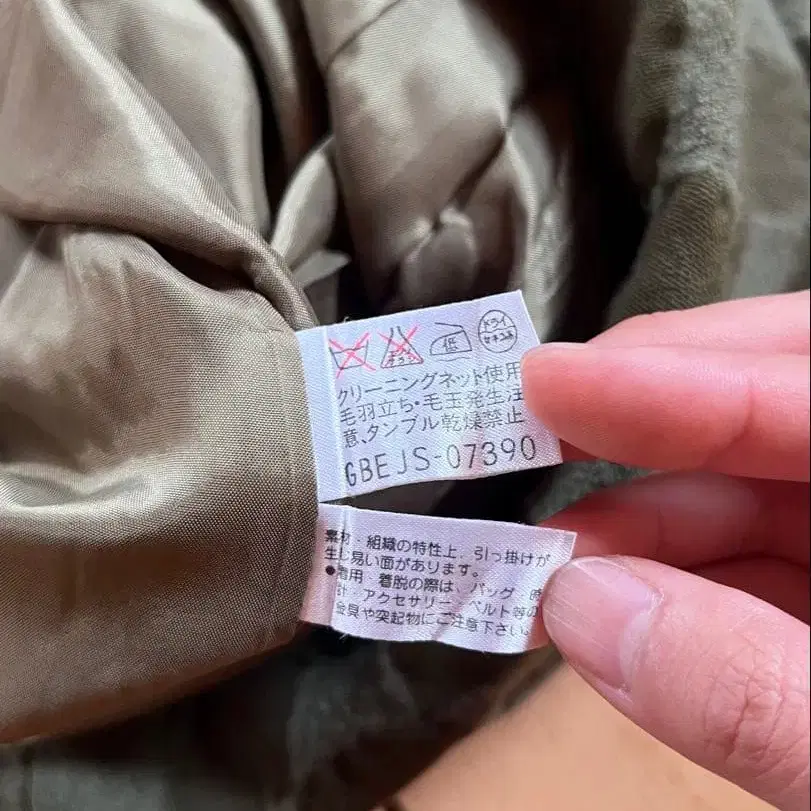 低
ドライ
セキユ系
クリーニングネット使用
毛羽立ち・毛玉発生注
意、タンブル乾燥禁止
GBEJS-07390
素材・組織の特性上、引っ掛けが
生じ易い面があります。
●着用 着脱の際は、バッグ・時
計・アクセサリー・ベルト等の
金具や突起物にご注意下さい。